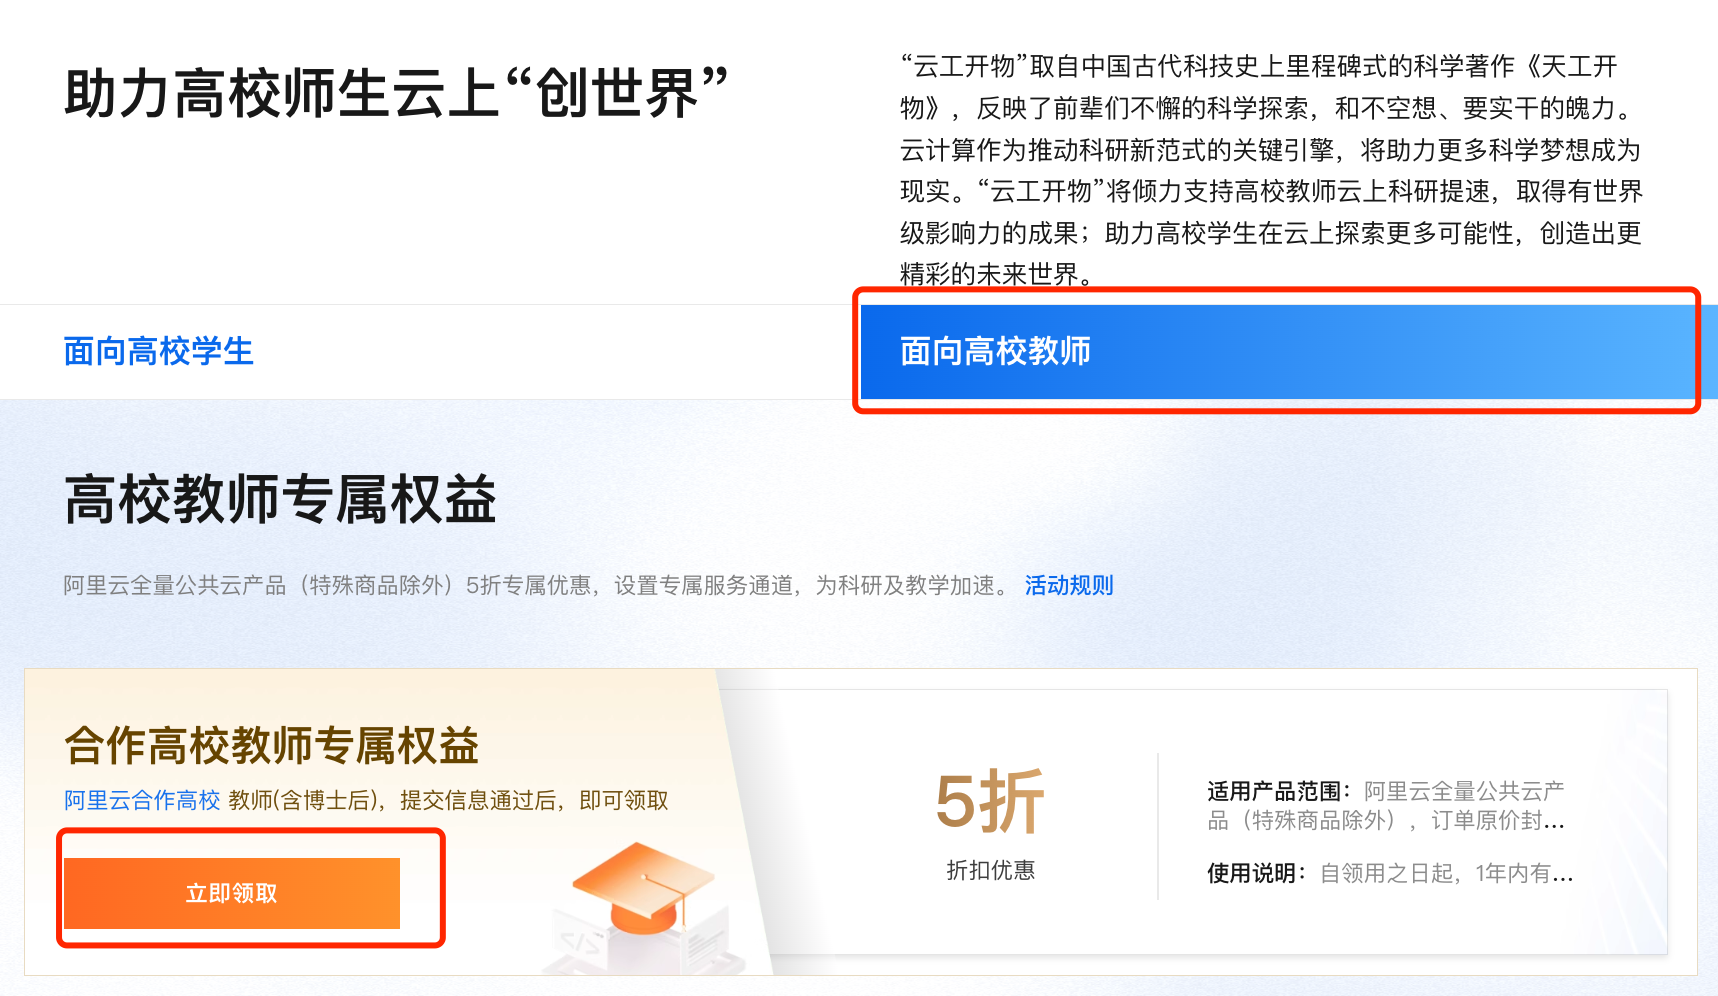 助力高校师生云上“创世界”
“云工开物”取自中国古代科技史上里程碑式的科学著作《天工开
物》，反映了前辈们不懈的科学探索，和不空想、要实干的魄力。
云计算作为推动科研新范式的关键引擎，将助力更多科学梦想成为
现实。“云工开物”将倾力支持高校教师云上科研提速，取得有世界
级影响力的成果；助力高校学生在云上探索更多可能性，创造出更
精彩的未来世界。
面向高校学生
面向高校教师
高校教师专属权益
阿里云全量公共云产品（特殊商品除外）5折专属优惠，设置专属服务通道，为科研及教学加速。 活动规则
合作高校教师专属权益
阿里云合作高校 教师(含博士后)，提交信息通过后，即可领取
立即领取
5折
折扣优惠
适用产品范围：阿里云全量公共云产
品（特殊商品除外），订单原价封...
使用说明：自领用之日起，1年内有...